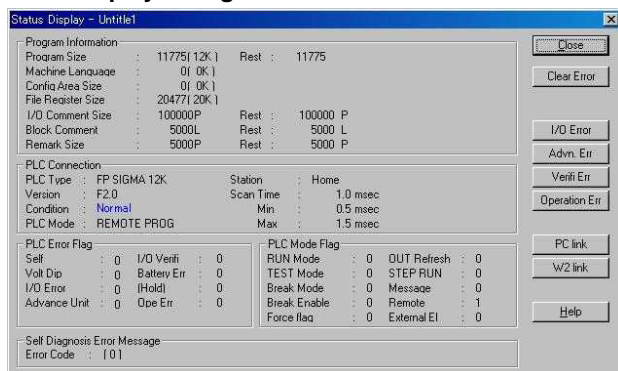 Status Display - Untitle1
Program Information
Program Size : 11775( 12K ) Rest : 11775
Machine Language : 0( 0K )
Config Area Size : 0( 0K )
File Register Size : 20477( 20K )
I/O Comment Size : 100000P Rest : 100000 P
Block Comment : 5000L Rest : 5000 L
Remark Size : 5000P Rest : 5000 P
PLC Connection
PLC Type : FP SIGMA 12K Station : Home
Version : F2.0 Scan Time : 1.0 msec
Condition : Normal Min : 0.5 msec
PLC Mode : REMOTE PROG Max : 1.5 msec
PLC Error Flag
Self : 0 I/O Verifi : 0
Volt Dip : 0 Battery Err : 0
I/O Error : 0 (Hold) : 0
Advance Unit : 0 Ope Err : 0
PLC Mode Flag
RUN Mode : 0 OUT Refresh : 0
TEST Mode : 0 STEP RUN : 0
Break Mode : 0 Message : 0
Break Enable : 0 Remote : 1
Force flag : 0 External EI : 0
Self Diagnosis Error Message
Error Code : [ 0 ]
Close
Clear Error
I/O Error
Advn. Err
Verifi Err
Operation Err
PC link
W2 link
Help